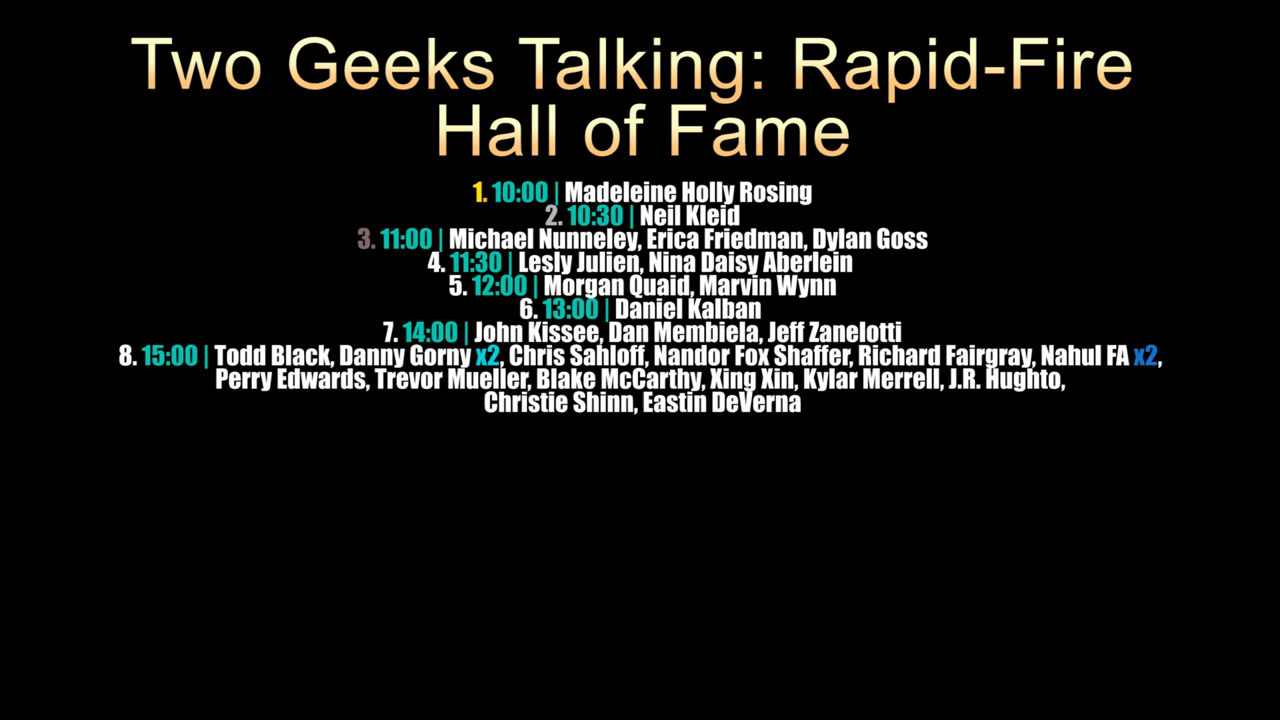 Two Geeks Talking: Rapid-Fire
Hall of Fame
1. 10:00 | Madeleine Holly Rosing
2. 10:30 | Neil Kleid
3. 11:00 | Michael Nunneley, Erica Friedman, Dylan Goss
4. 11:30 | Lesly Julien, Nina Daisy Aberlein
5. 12:00 | Morgan Quaid, Marvin Wynn
6. 13:00 | Daniel Kalban
7. 14:00 | John Kissee, Dan Membiela, Jeff Zanelotti
8. 15:00 | Todd Black, Danny Gorny x2, Chris Sahloff, Nandor Fox Shaffer, Richard Fairgray, Nahul FA x2,
Perry Edwards, Trevor Mueller, Blake McCarthy, Xing Xin, Kylar Merrell, J.R. Hughto,
Christie Shinn, Eastin DeVerna